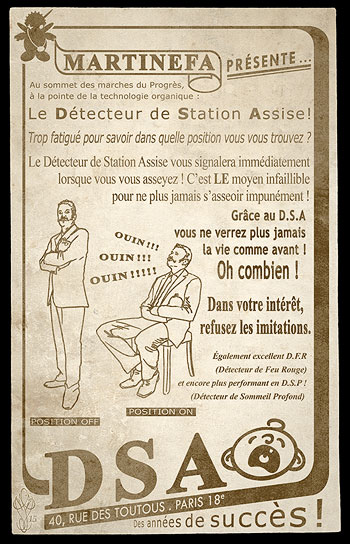 MARTINEFA PRÉSENTE...
Au sommet des marches du Progrès,
à la pointe de la technologie organique :
Le Détecteur de Station Assise!
Trop fatigué pour savoir dans quelle position vous vous trouvez ?
Le Détecteur de Station Assise vous signalera immédiatement
lorsque vous vous asseyez ! C'est LE moyen infaillible
pour ne plus jamais s'asseoir impunément !
Grâce au D.S.A
vous ne verrez plus jamais
la vie comme avant !
Oh combien !
OUIN!!!
OUIN!!!
OUIN!!!!!
Dans votre intérêt,
refusez les imitations.
Également excellent D.F.R
(Détecteur de Feu Rouge)
et encore plus performant en D.S.P !
(Détecteur de Sommeil Profond)
POSITION OFF
POSITION ON
DSA
40, RUE DES TOUTOUS . PARIS 18e
Des années de succès !